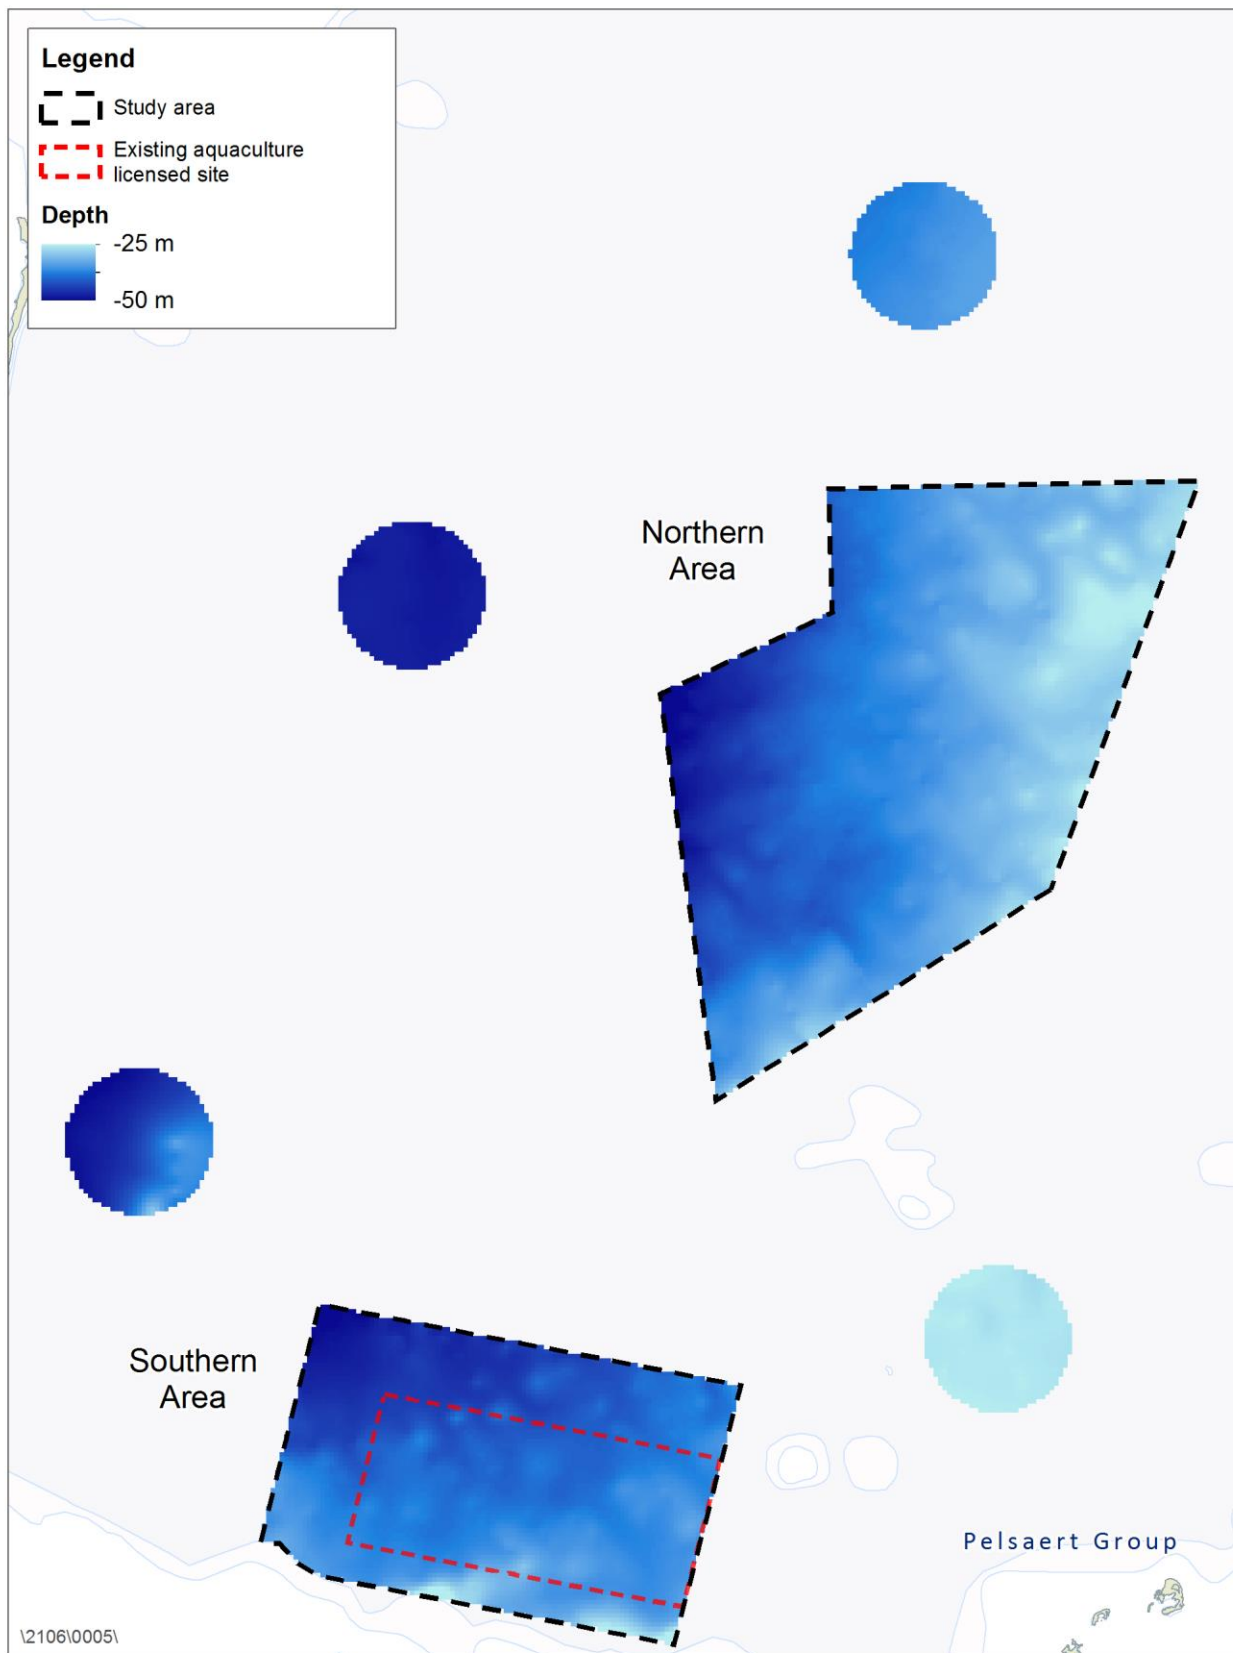 Legend
Study area
Existing aquaculture
licensed site
Depth
-25 m
-50 m
Northern
Area
Southern
Area
Pelsaert Group
\2106\0005\